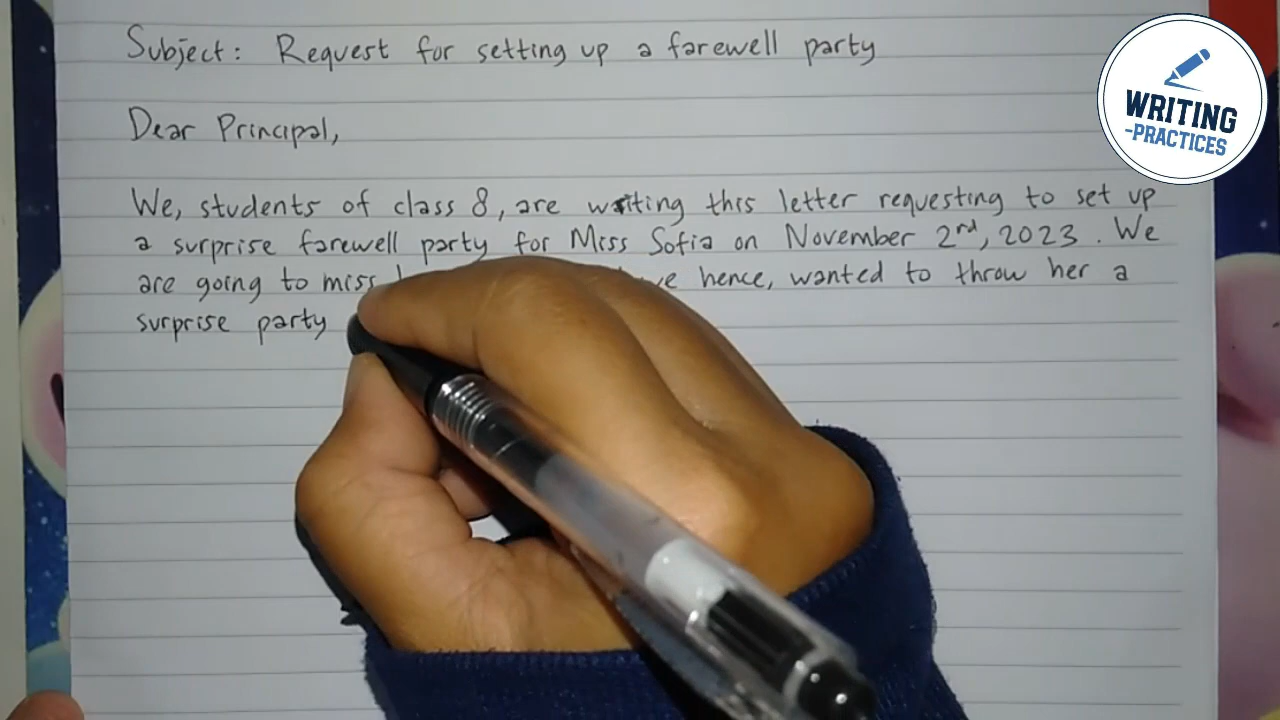 Subject: Request for setting up a farewell party
WRITING
-PRACTICES
Dear Principal,
We, students of class 8, are writing this letter requesting to set up
a surprise farewell party for Miss Sofia on November 2rd, 2023. We
are going to miss hence, wanted to throw her a
surprise party